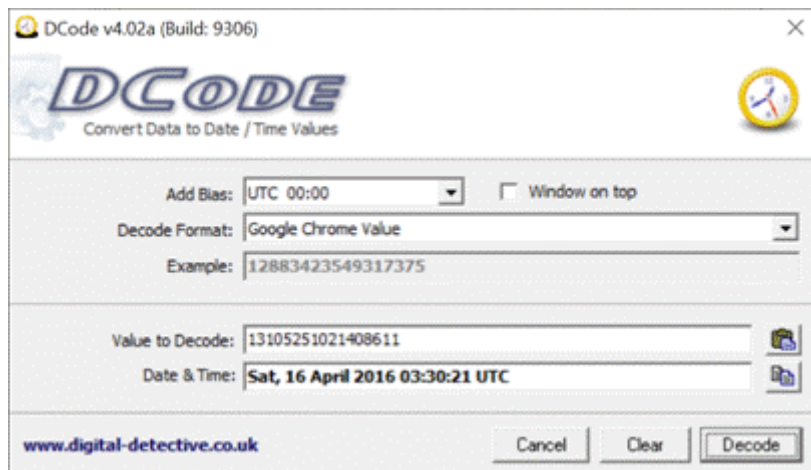 DCode v4.02a (Build: 9306)
DCODE
Convert Data to Date / Time Values
Add Bias: UTC 00:00 Window on top
Decode Format: Google Chrome Value
Example: 12883423549317375
Value to Decode: 13105251021408611
Date & Time: Sat, 16 April 2016 03:30:21 UTC
www.digital-detective.co.uk Cancel Clear Decode